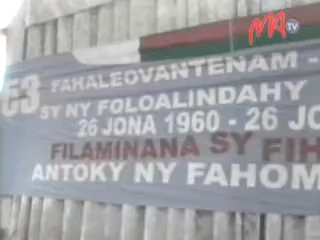 MA TV
53 FAHALEOVANTENAM -
SY NY FOLOALINDAHY
26 JONA 1960 - 26 JO
FILAMINANA SY FIH
ANTOKY NY FAHOM